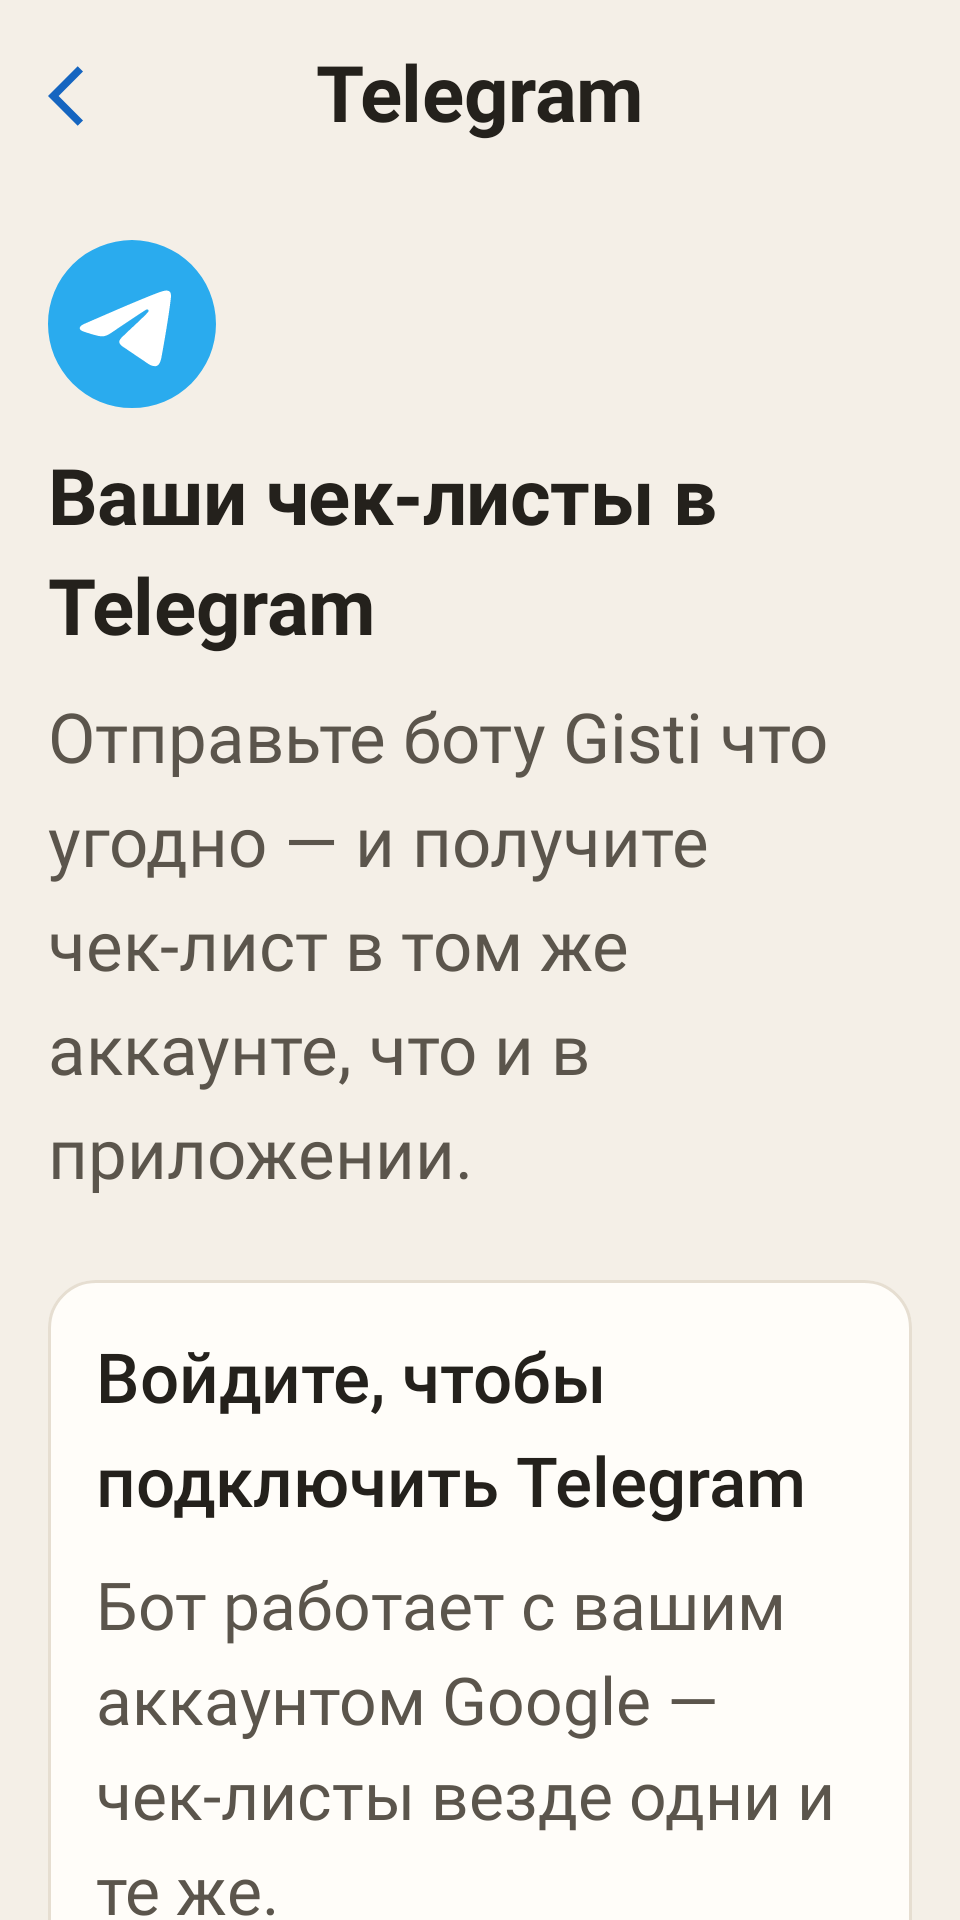 Telegram
Ваши чек-листы в
Telegram
Отправьте боту Gisti что
угодно — и получите
чек-лист в том же
аккаунте, что и в
приложении.
Войдите, чтобы
подключить Telegram
Бот работает с вашим
аккаунтом Google —
чек-листы везде одни и
те же.